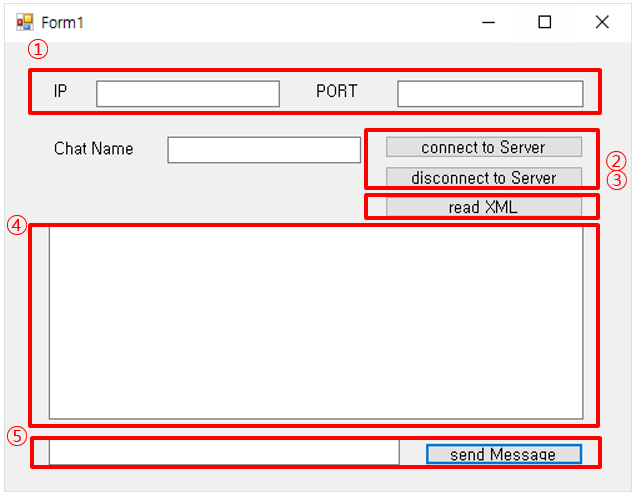 Form1
①
IP PORT
Chat Name connect to Server
②
disconnect to Server ③
read XML
④
⑤
send Message